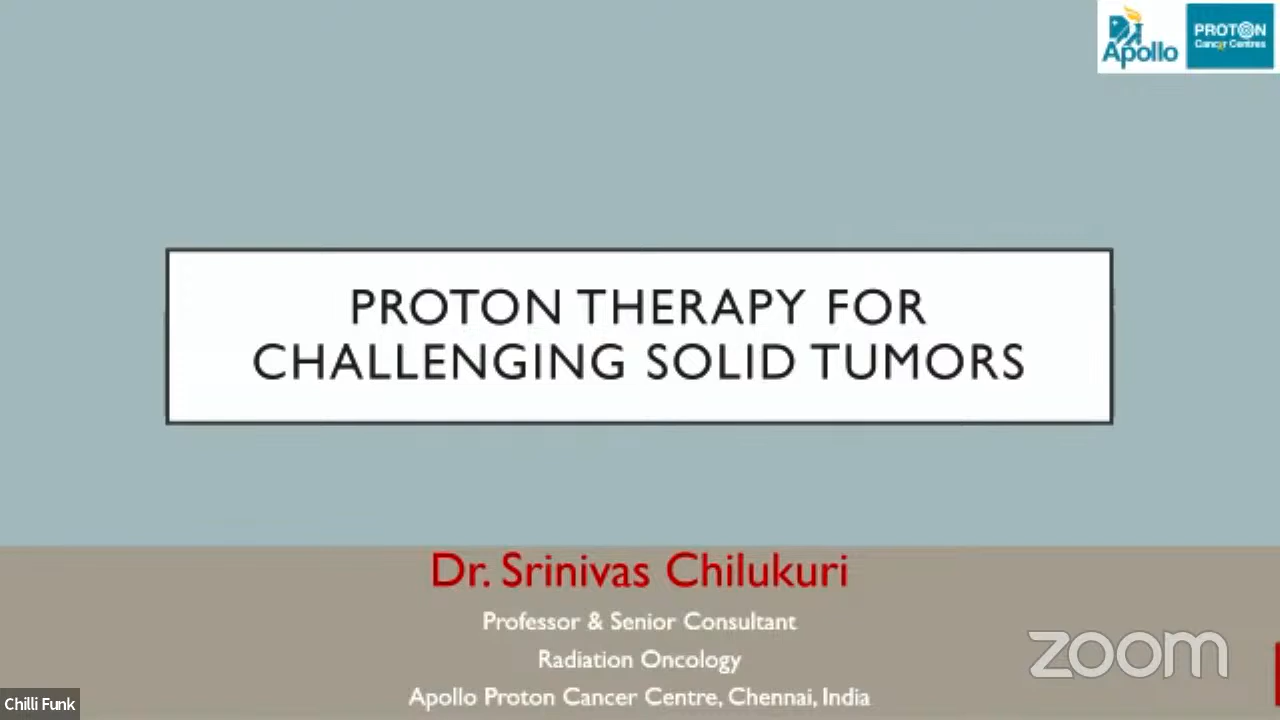 Apollo
PROTON
Cancer Centres
PROTON THERAPY FOR
CHALLENGING SOLID TUMORS
Dr. Srinivas Chilukuri
Professor & Senior Consultant
Radiation Oncology
Apollo Proton Cancer Centre, Chennai, India
zoom
Chilli Funk